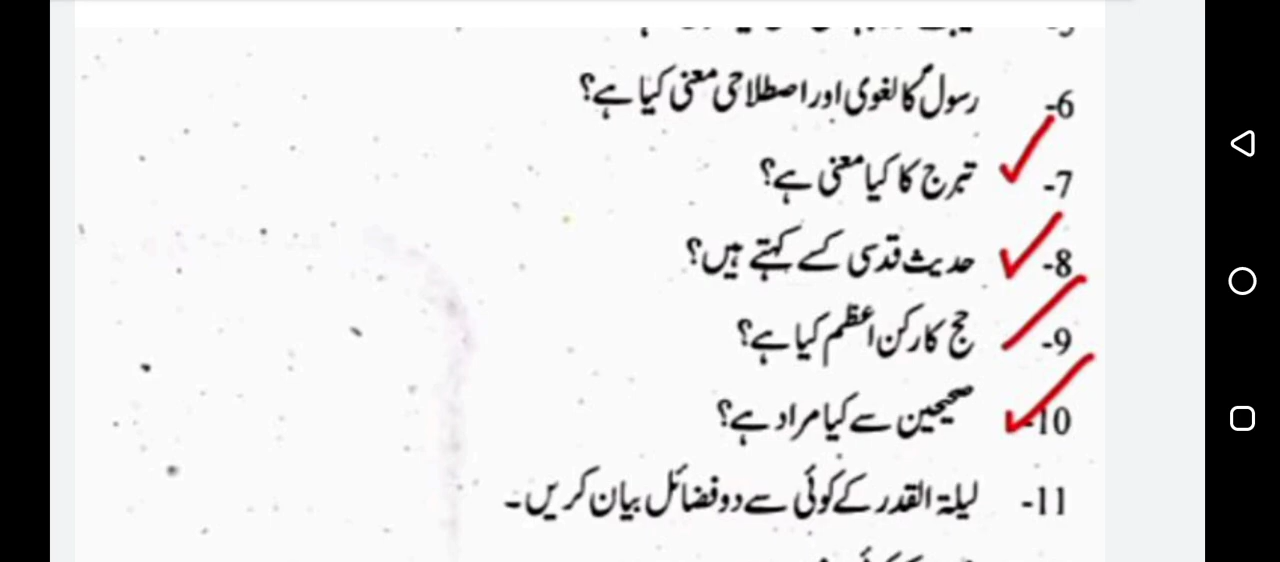 6- رسولؐ کا لغوی اور اصطلاحی معنی کیا ہے؟
7- تبرج کا کیا معنی ہے؟
8- حدیث قدسی کسے کہتے ہیں؟
9- حج کا رکن اعظم کیا ہے؟
10- صحیحین سے کیا مراد ہے؟
11- لیلۃ القدر کے کوئی سے دو فضائل بیان کریں۔